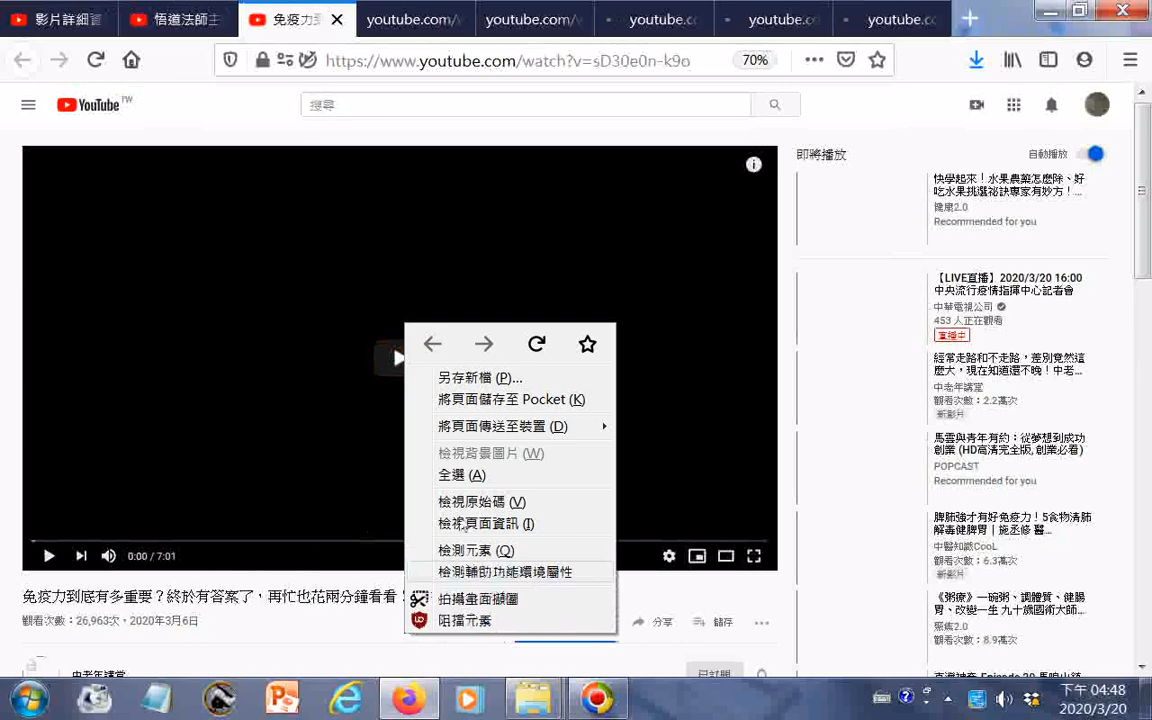 影片詳細
悟道法師主
免疫力到
youtube.com/
youtube.com/w
youtube.co
youtube.co
youtube.co
https://www.youtube.com/watch?v=sD30e0n-k9o
70%
YouTube TW
搜尋
即將播放
自動播放
快學起來！水果農藥怎麼除、好
吃水果挑選祕訣專家有妙方！...
健康2.0
Recommended for you
【LIVE直播】2020/3/20 16:00
中央流行疫情指揮中心記者會
中華電視公司
453 人正在觀看
直播中
經常走路和不走路，差別竟然這
麼大，現在知道還不晚！中老...
中老年講堂
觀看次數：2.2萬次
新影片
馬雲與青年有約：從夢想到成功
創業 (HD高清完全版, 創業必看)
POPCAST
Recommended for you
脾肺強才有好免疫力！5食物清肺
解毒健脾胃｜施丞修 醫...
中醫知識CooL
觀看次數：6.3萬次
新影片
《粥療》一碗粥、調體質、健腸
胃、改變一生 九十歲國術大師...
觀看次數：8.9萬次
另存新檔 (P)...
將頁面儲存至 Pocket (K)
將頁面傳送至裝置 (D)
檢視背景圖片 (W)
全選 (A)
檢視原始碼 (V)
檢視頁面資訊 (I)
檢測元素 (Q)
檢測輔助功能環境屬性
拍攝畫面擷圖
阻擋元素
0:00 / 7:01
免疫力到底有多重要？終於有答案了，再忙也花兩分鐘看看
觀看次數：26,963次・2020年3月6日
分享
儲存
中老年講堂
已訂閱
下午 04:48
2020/3/20